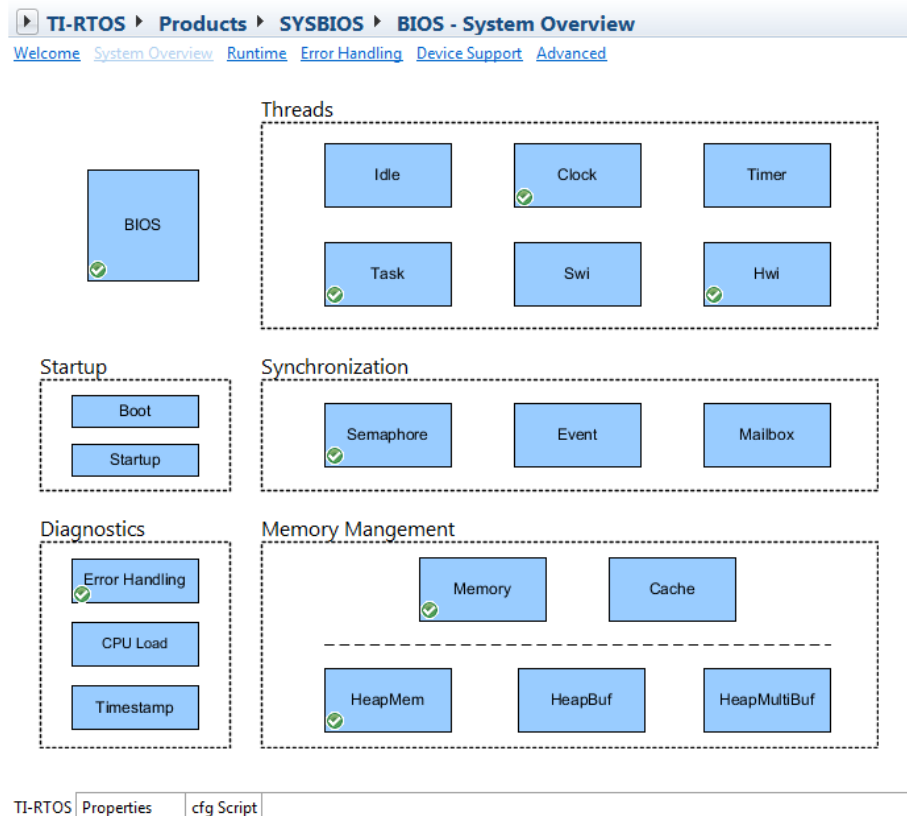 TI-RTOS Products SYSBIOS BIOS - System Overview
Welcome System Overview Runtime Error Handling Device Support Advanced
Threads
Idle Clock Timer
BIOS
Task Swi Hwi
Startup
Boot
Startup
Synchronization
Semaphore Event Mailbox
Diagnostics
Error Handling
CPU Load
Timestamp
Memory Mangement
Memory Cache
HeapMem HeapBuf HeapMultiBuf
TI-RTOS Properties cfg Script